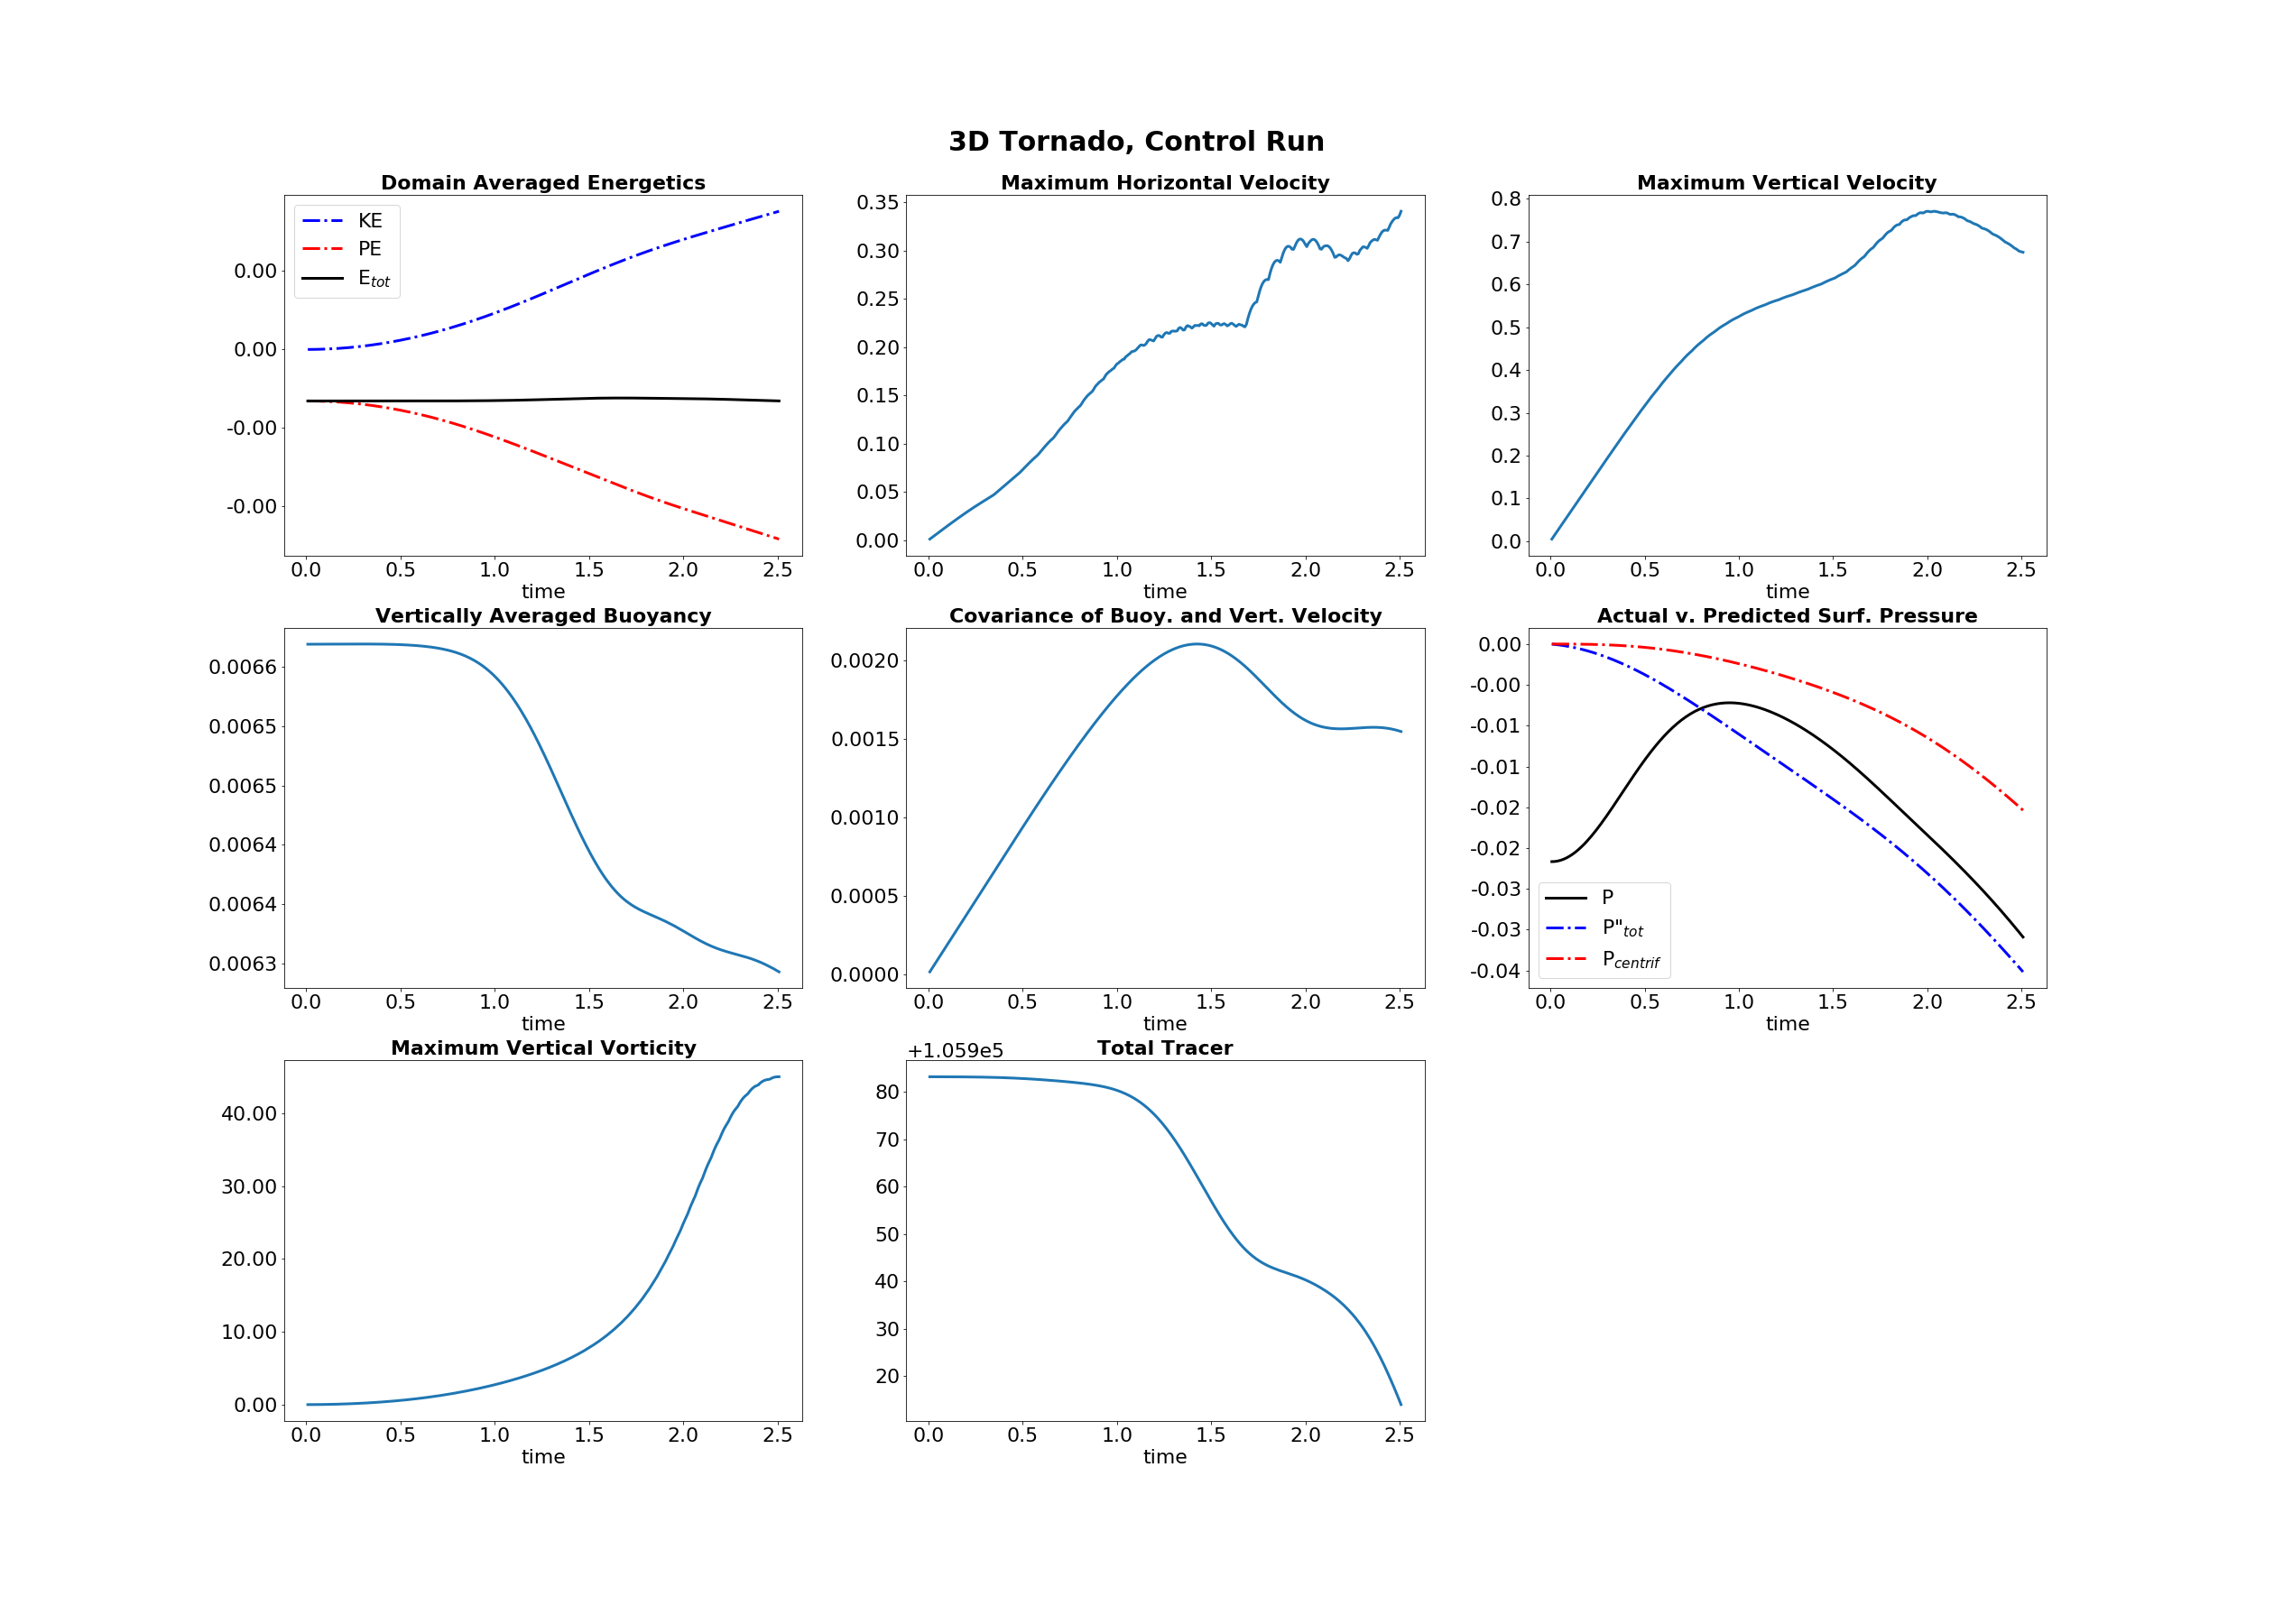 3D Tornado, Control Run
Domain Averaged Energetics
KE
PE
E_tot
0.00
0.00
-0.00
-0.00
0.0 0.5 1.0 1.5 2.0 2.5
time
Maximum Horizontal Velocity
0.35
0.30
0.25
0.20
0.15
0.10
0.05
0.00
0.0 0.5 1.0 1.5 2.0 2.5
time
Maximum Vertical Velocity
0.8
0.7
0.6
0.5
0.4
0.3
0.2
0.1
0.0
0.0 0.5 1.0 1.5 2.0 2.5
time
Vertically Averaged Buoyancy
0.0066
0.0065
0.0065
0.0064
0.0064
0.0063
0.0 0.5 1.0 1.5 2.0 2.5
time
Covariance of Buoy. and Vert. Velocity
0.0020
0.0015
0.0010
0.0005
0.0000
0.0 0.5 1.0 1.5 2.0 2.5
time
Actual v. Predicted Surf. Pressure
0.00
-0.00
-0.01
-0.01
-0.02
-0.02
-0.03
-0.03
-0.04
P
P"_tot
P_centrif
0.0 0.5 1.0 1.5 2.0 2.5
time
Maximum Vertical Vorticity
40.00
30.00
20.00
10.00
0.00
0.0 0.5 1.0 1.5 2.0 2.5
time
+1.059e5
Total Tracer
80
70
60
50
40
30
20
0.0 0.5 1.0 1.5 2.0 2.5
time